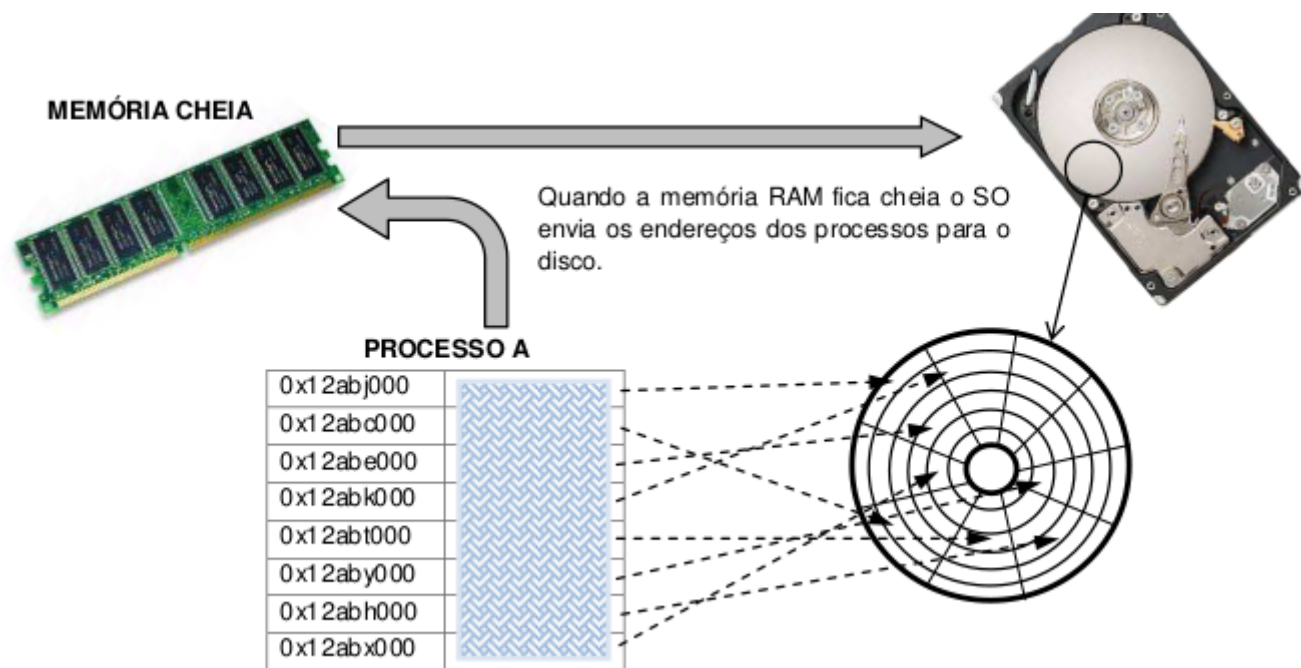 MEMÓRIA CHEIA
Quando a memória RAM fica cheia o SO
envia os endereços dos processos para o
disco.
PROCESSO A
0x12abj000
0x12abc000
0x12abe000
0x12abk000
0x12abt000
0x12aby000
0x12abh000
0x12abx000